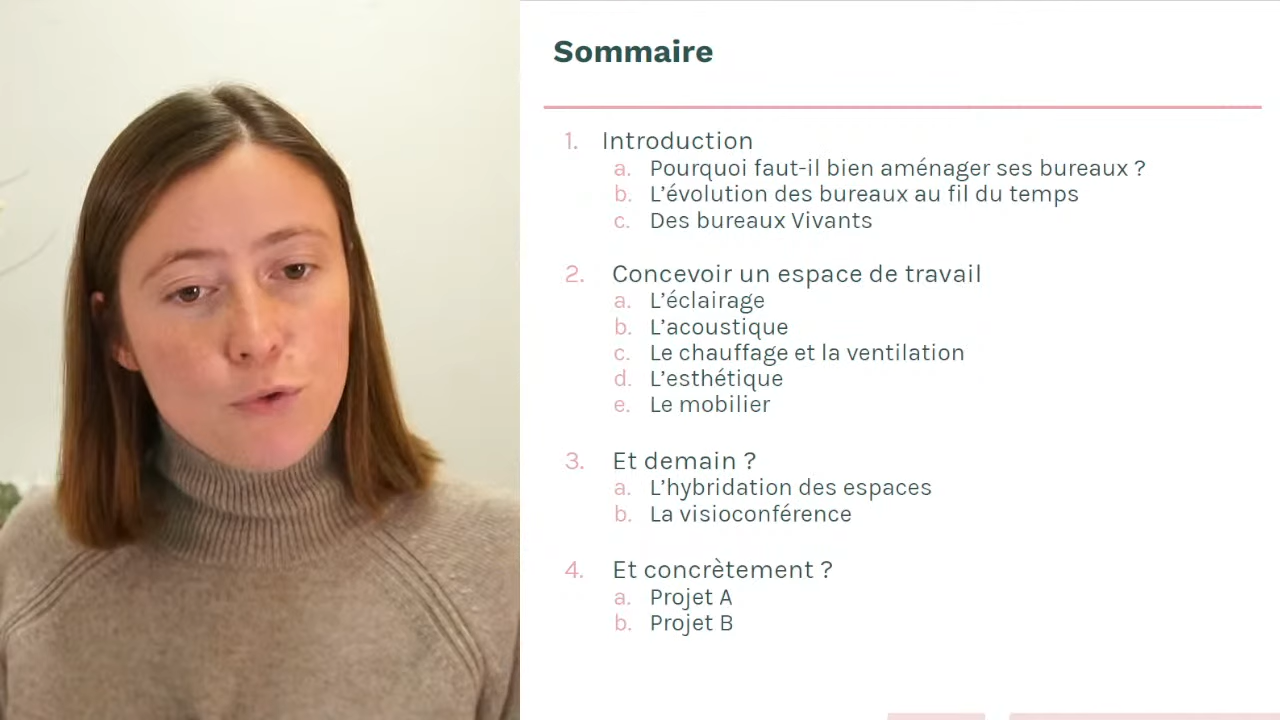 Sommaire
1. Introduction
a. Pourquoi faut-il bien aménager ses bureaux ?
b. L’évolution des bureaux au fil du temps
c. Des bureaux Vivants
2. Concevoir un espace de travail
a. L’éclairage
b. L’acoustique
c. Le chauffage et la ventilation
d. L’esthétique
e. Le mobilier
3. Et demain ?
a. L’hybridation des espaces
b. La visioconférence
4. Et concrètement ?
a. Projet A
b. Projet B